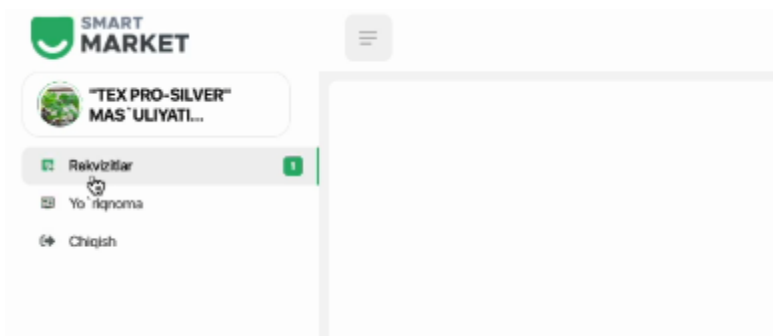 SMART
MARKET
"TEX PRO-SILVER"
MAS`ULIYATI...
Rekvizitlar
1
Yo`riqnoma
Chiqish